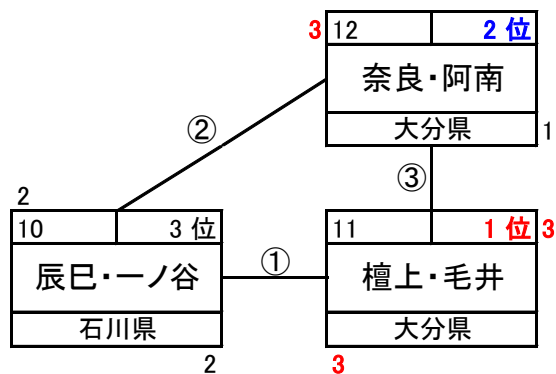 3 12 2 位
奈良・阿南
大分県 1
②
③
2
10 3 位
辰巳・一ノ谷
石川県
2
①
11 1 位 3
檀上・毛井
大分県
3